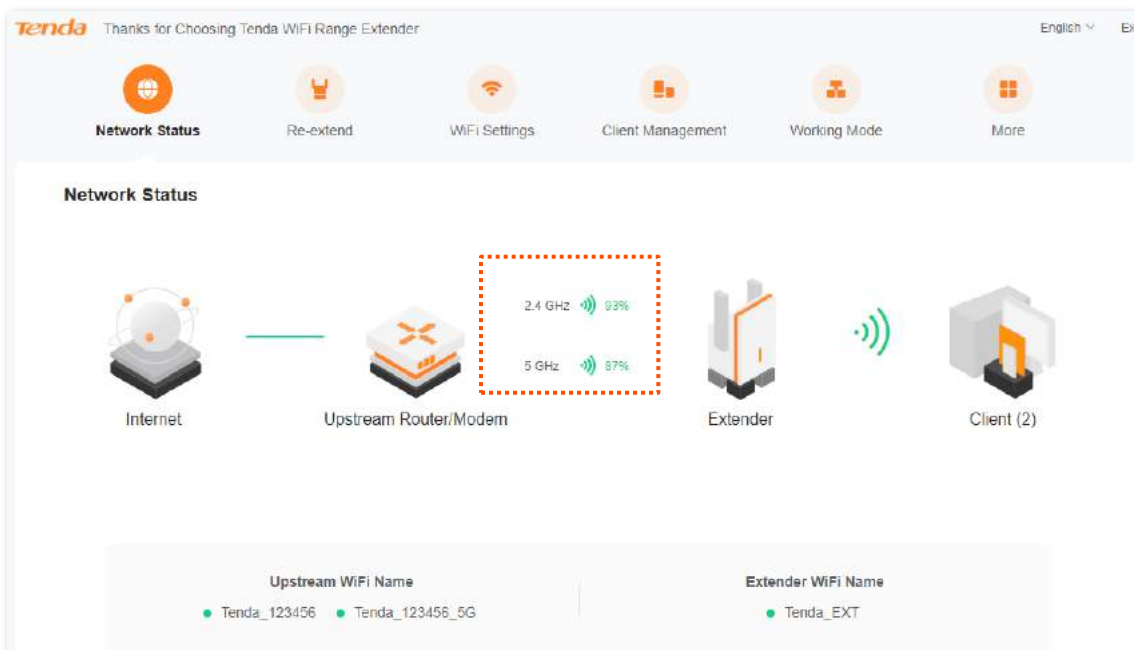 Tenda Thanks for Choosing Tenda WiFi Range Extender English
Network Status Re-extend WiFi Settings Client Management Working Mode More
Network Status
2.4 GHz 93%
5 GHz 87%
Internet Upstream Router/Modem Extender Client (2)
Upstream WiFi Name Extender WiFi Name
Tenda_123456 Tenda_123456_5G Tenda_EXT